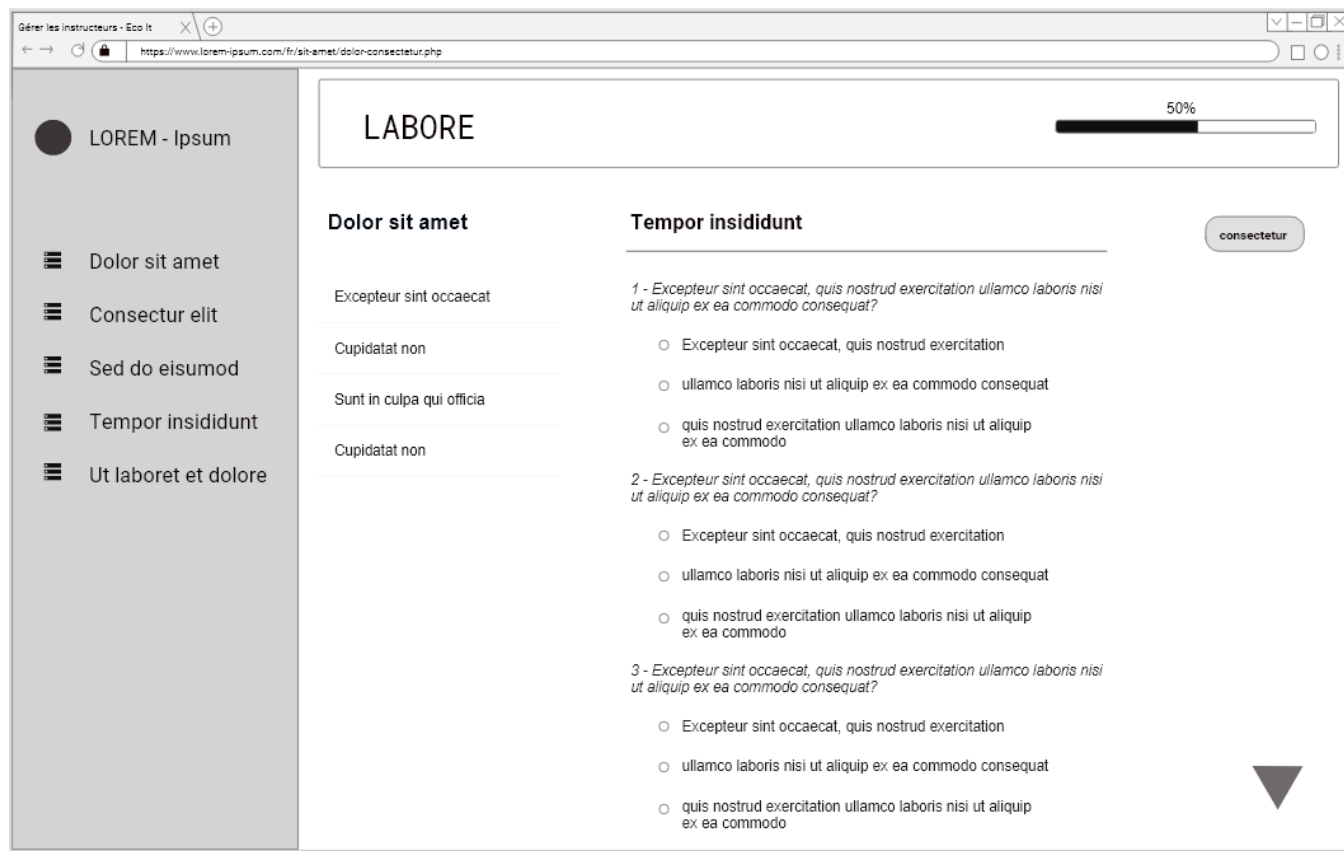 Gérer les instructeurs - Eco It
https://www.lorem-ipsum.com/fr/sit-amet/dolor-consectetur.php
LOREM - Ipsum
Dolor sit amet
Consectur elit
Sed do eisumod
Tempor insididunt
Ut laboret et dolore
LABORE
50%
Dolor sit amet
Excepteur sint occaecat
Cupidatat non
Sunt in culpa qui officia
Cupidatat non
Tempor insididunt
consectetur
1 - Excepteur sint occaecat, quis nostrud exercitation ullamco laboris nisi
ut aliquip ex ea commodo consequat?
Excepteur sint occaecat, quis nostrud exercitation
ullamco laboris nisi ut aliquip ex ea commodo consequat
quis nostrud exercitation ullamco laboris nisi ut aliquip
ex ea commodo
2 - Excepteur sint occaecat, quis nostrud exercitation ullamco laboris nisi
ut aliquip ex ea commodo consequat?
Excepteur sint occaecat, quis nostrud exercitation
ullamco laboris nisi ut aliquip ex ea commodo consequat
quis nostrud exercitation ullamco laboris nisi ut aliquip
ex ea commodo
3 - Excepteur sint occaecat, quis nostrud exercitation ullamco laboris nisi
ut aliquip ex ea commodo consequat?
Excepteur sint occaecat, quis nostrud exercitation
ullamco laboris nisi ut aliquip ex ea commodo consequat
quis nostrud exercitation ullamco laboris nisi ut aliquip
ex ea commodo